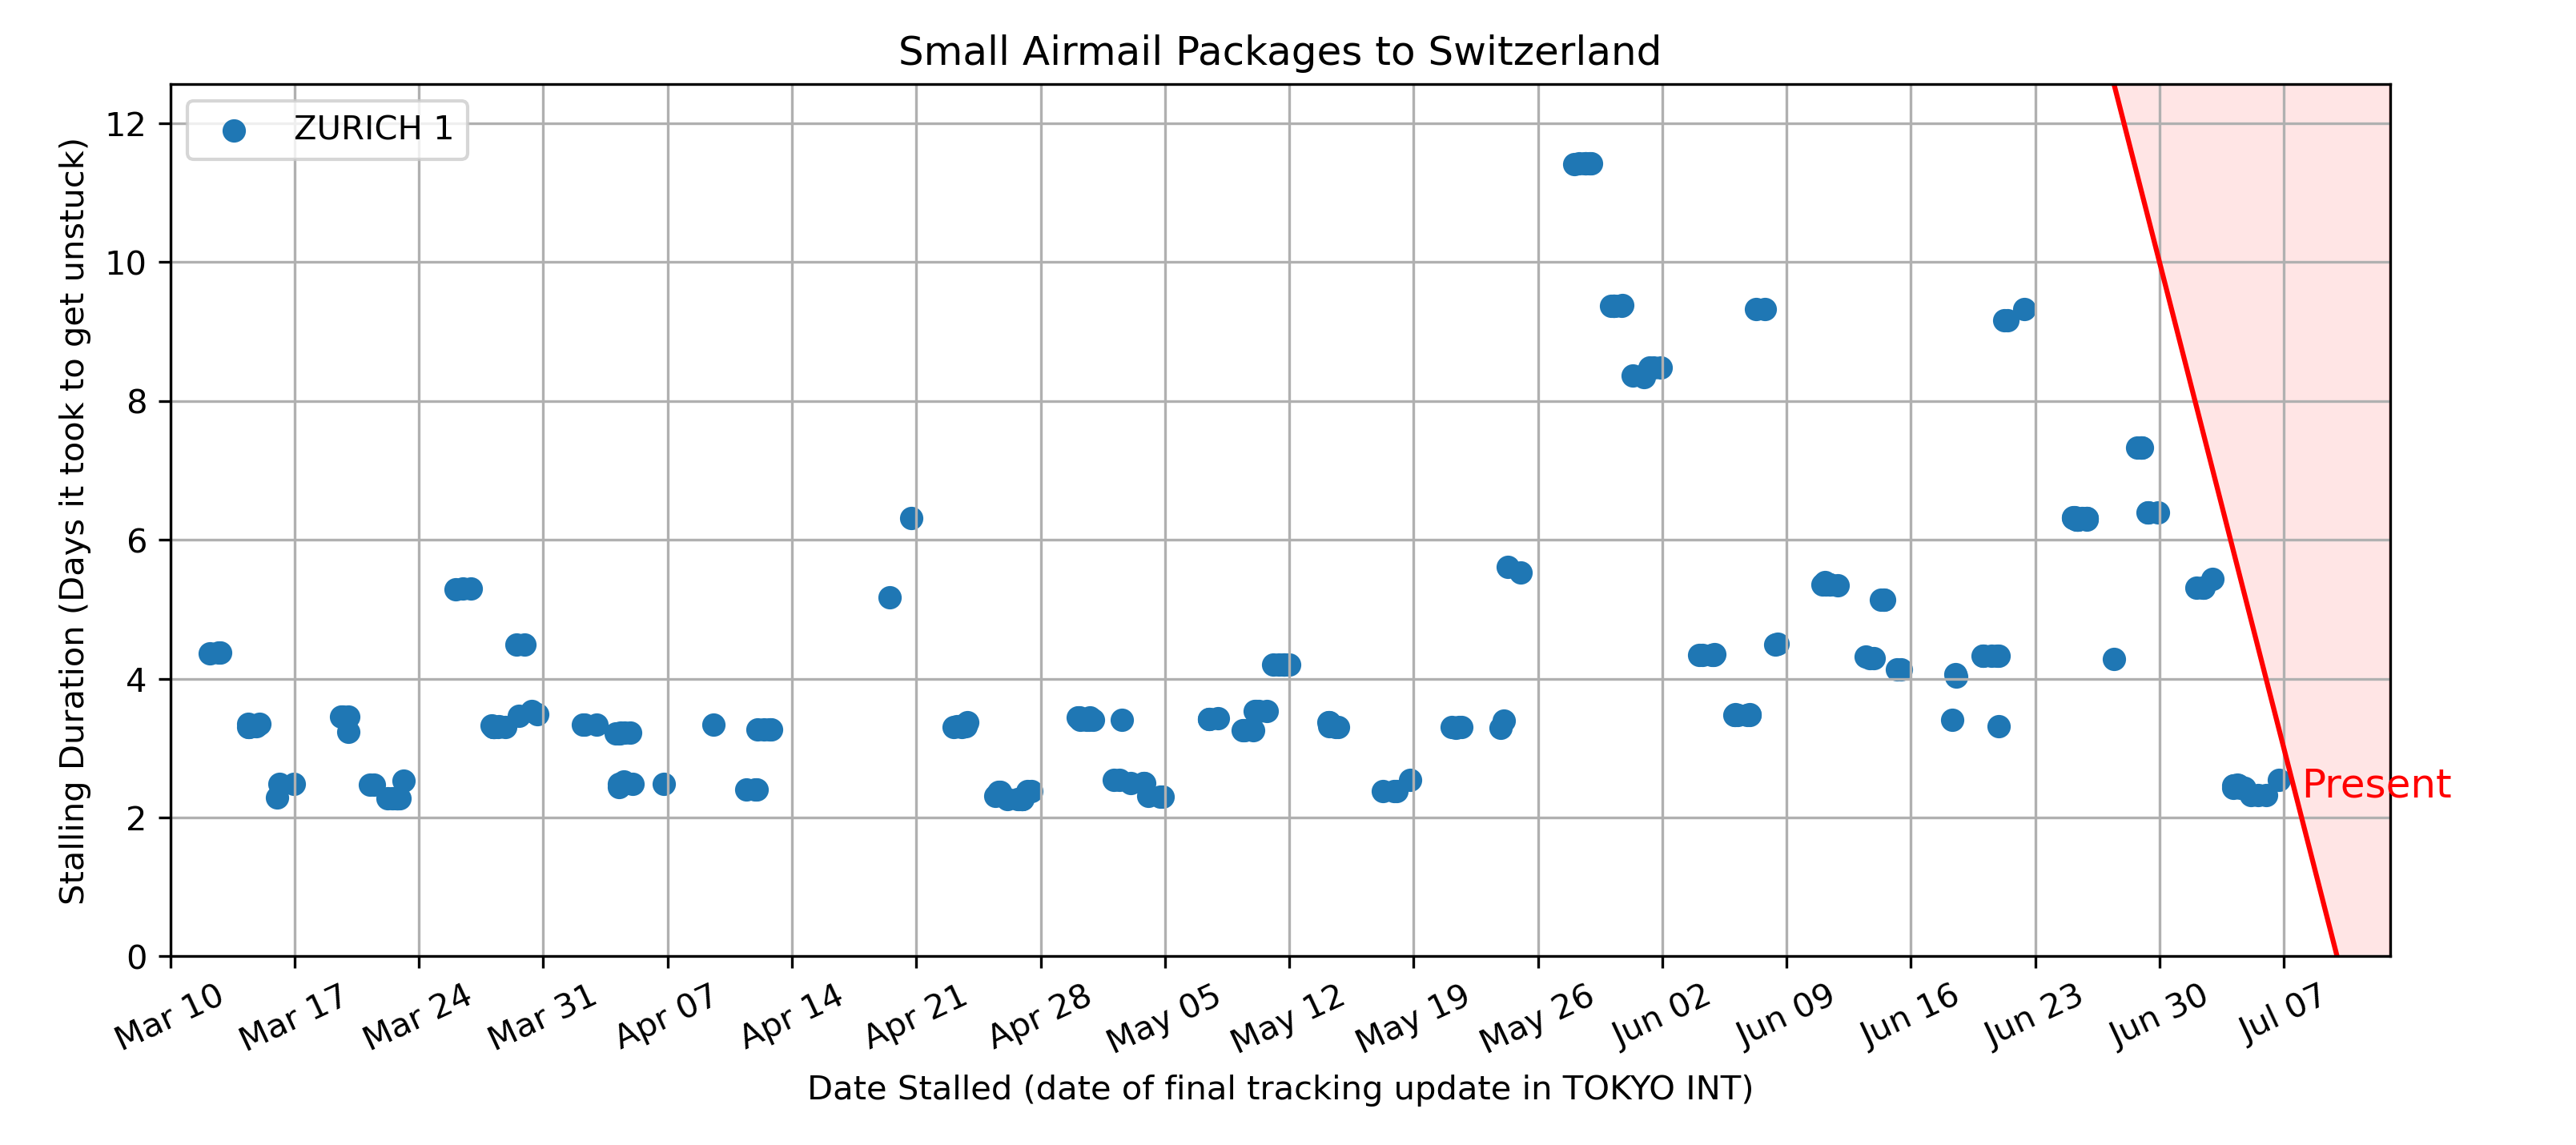 Small Airmail Packages to Switzerland
ZURICH 1
Stalling Duration (Days it took to get unstuck)
12
10
8
6
4
2
0
Present
Mar 10 Mar 17 Mar 24 Mar 31 Apr 07 Apr 14 Apr 21 Apr 28 May 05 May 12 May 19 May 26 Jun 02 Jun 09 Jun 16 Jun 23 Jun 30 Jul 07
Date Stalled (date of final tracking update in TOKYO INT)